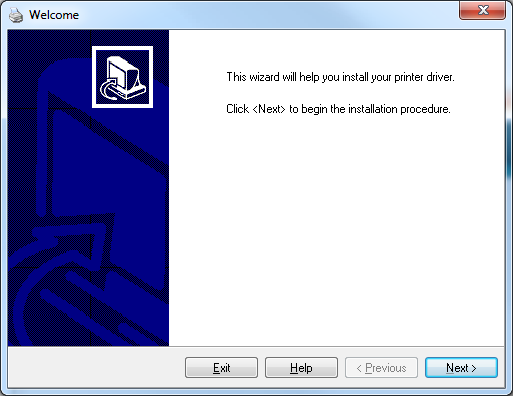 Welcome
This wizard will help you install your printer driver.
Click <Next> to begin the installation procedure.
Exit
Help
< Previous
Next >